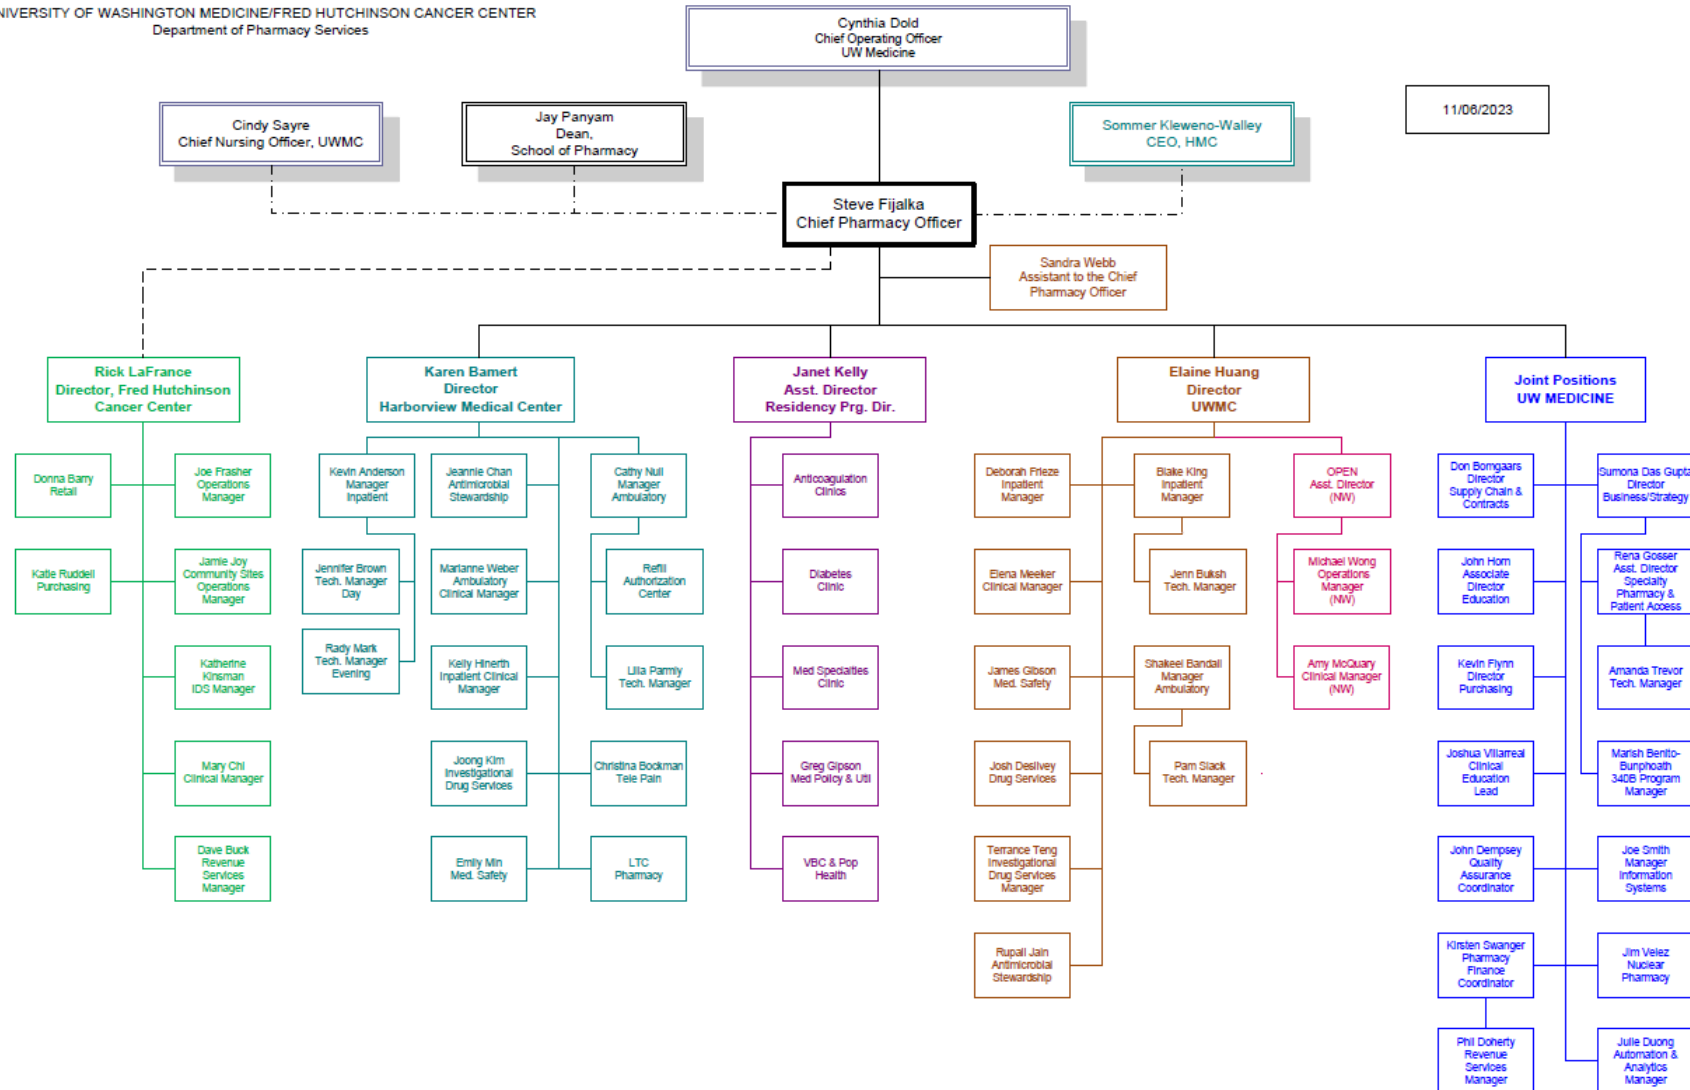 NIVERSITY OF WASHINGTON MEDICINE/FRED HUTCHINSON CANCER CENTER
Department of Pharmacy Services
Cynthia Dold
Chief Operating Officer
UW Medicine
11/06/2023
Cindy Sayre
Chief Nursing Officer, UWMC
Jay Panyam
Dean,
School of Pharmacy
Sommer Kleweno-Walley
CEO, HMC
Steve Fijalka
Chief Pharmacy Officer
Sandra Webb
Assistant to the Chief
Pharmacy Officer
Rick LaFrance
Director, Fred Hutchinson
Cancer Center
Karen Bamert
Director
Harborview Medical Center
Janet Kelly
Asst. Director
Residency Prg. Dir.
Elaine Huang
Director
UWMC
Joint Positions
UW MEDICINE
Donna Barry
Retail
Joe Frasher
Operations
Manager
Katie Ruddell
Purchasing
Jamie Joy
Community Sites
Operations
Manager
Katherine
Kinsman
IDS Manager
Mary Chi
Clinical Manager
Dave Buck
Revenue
Services
Manager
Kevin Anderson
Manager
Inpatient
Jeannie Chan
Antimicrobial
Stewardship
Cathy Null
Manager
Ambulatory
Jennifer Brown
Tech. Manager
Day
Marianne Weber
Ambulatory
Clinical Manager
Refill
Authorization
Center
Rady Mark
Tech. Manager
Evening
Kelly Hinerth
Inpatient Clinical
Manager
Lilla Parmly
Tech. Manager
Joong Kim
Investigational
Drug Services
Christina Bockman
Tele Pain
Emily Min
Med. Safety
LTC
Pharmacy
Anticoagulation
Clinics
Diabetes
Clinic
Med Specialties
Clinic
Greg Gipson
Med Policy & Util
VBC & Pop
Health
Deborah Frieze
Inpatient
Manager
Blake King
Inpatient
Manager
OPEN
Asst. Director
(NW)
Elena Meeker
Clinical Manager
Jenn Buksh
Tech. Manager
Michael Wong
Operations
Manager
(NW)
James Gibson
Med. Safety
Shakeel Bandali
Manager
Ambulatory
Amy McQuary
Clinical Manager
(NW)
Josh Desilvey
Drug Services
Pam Slack
Tech. Manager
Terrance Teng
Investigational
Drug Services
Manager
Rupali Jain
Antimicrobial
Stewardship
Don Bomgaars
Director
Supply Chain &
Contracts
Sumona Das Gupta
Director
Business/Strategy
John Horn
Associate
Director
Education
Rena Gosser
Asst. Director
Specialty
Pharmacy &
Patient Access
Kevin Flynn
Director
Purchasing
Amanda Trevor
Tech. Manager
Joshua Villarreal
Clinical
Education
Lead
Marish Benito-
Bunphoath
340B Program
Manager
John Dempsey
Quality
Assurance
Coordinator
Joe Smith
Manager
Information
Systems
Kirsten Swanger
Pharmacy
Finance
Coordinator
Jim Velez
Nuclear
Pharmacy
Phil Doherty
Revenue
Services
Manager
Julie Duong
Automation &
Analytics
Manager